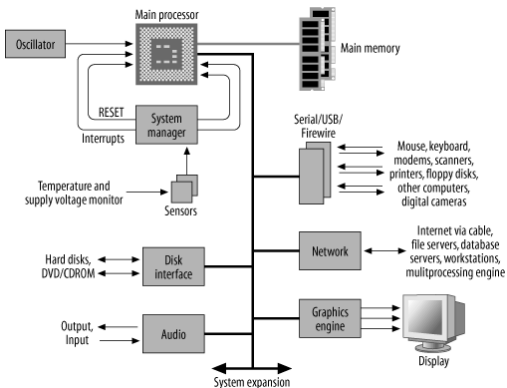 Main processor
Oscillator
Main memory
RESET
System
manager
Interrupts
Serial/USB/
Firewire
Mouse, keyboard,
modems, scanners,
printers, floppy disks,
other computers,
digital cameras
Temperature and
supply voltage monitor
Sensors
Internet via cable,
file servers, database
servers, workstations,
mulitprocessing engine
Network
Hard disks,
DVD/CDROM
Disk
interface
Graphics
engine
Output,
Input
Audio
Display
System expansion